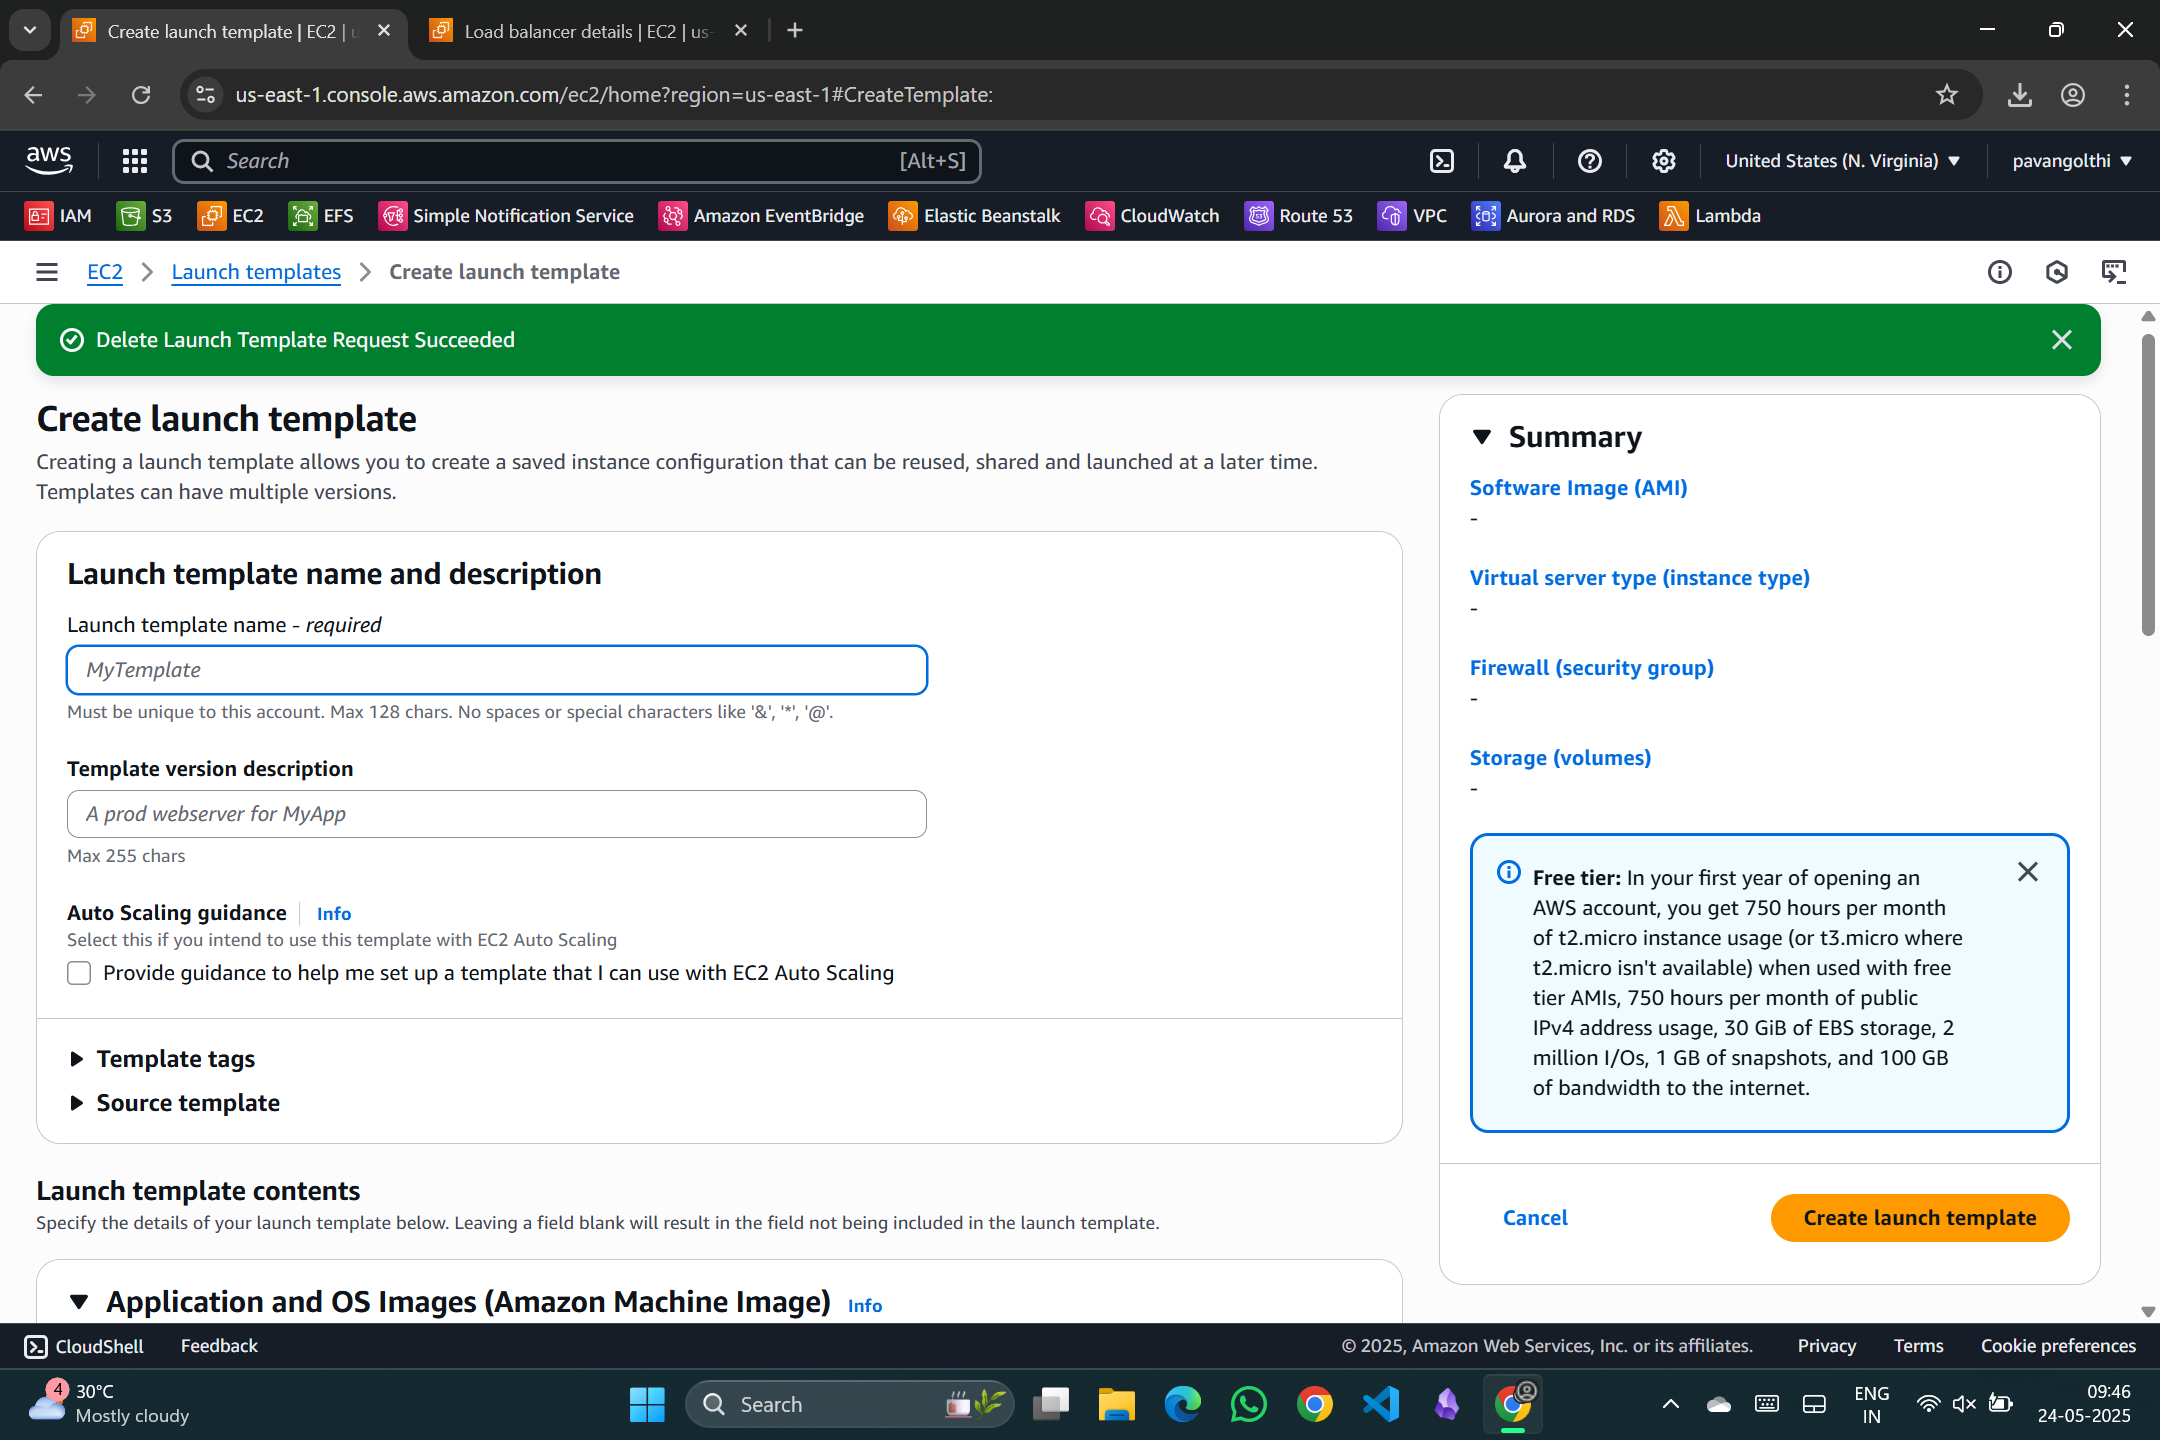 Create launch template | EC2 | u
Load balancer details | EC2 | us-
us-east-1.console.aws.amazon.com/ec2/home?region=us-east-1#CreateTemplate:
aws
Search
[Alt+S]
United States (N. Virginia)
pavangolthi
IAM
S3
EC2
EFS
Simple Notification Service
Amazon EventBridge
Elastic Beanstalk
CloudWatch
Route 53
VPC
Aurora and RDS
Lambda
EC2
Launch templates
Create launch template
Delete Launch Template Request Succeeded
Create launch template
Creating a launch template allows you to create a saved instance configuration that can be reused, shared and launched at a later time.
Templates can have multiple versions.
Launch template name and description
Launch template name - required
MyTemplate
Must be unique to this account. Max 128 chars. No spaces or special characters like '&', '*', '@'.
Template version description
A prod webserver for MyApp
Max 255 chars
Auto Scaling guidance
Info
Select this if you intend to use this template with EC2 Auto Scaling
Provide guidance to help me set up a template that I can use with EC2 Auto Scaling
Template tags
Source template
Launch template contents
Specify the details of your launch template below. Leaving a field blank will result in the field not being included in the launch template.
Application and OS Images (Amazon Machine Image)
Info
Summary
Software Image (AMI)
-
Virtual server type (instance type)
-
Firewall (security group)
-
Storage (volumes)
-
Free tier: In your first year of opening an
AWS account, you get 750 hours per month
of t2.micro instance usage (or t3.micro where
t2.micro isn't available) when used with free
tier AMIs, 750 hours per month of public
IPv4 address usage, 30 GiB of EBS storage, 2
million I/Os, 1 GB of snapshots, and 100 GB
of bandwidth to the internet.
Cancel
Create launch template
CloudShell
Feedback
© 2025, Amazon Web Services, Inc. or its affiliates.
Privacy
Terms
Cookie preferences
4
30°C
Mostly cloudy
Search
ENG
IN
09:46
24-05-2025